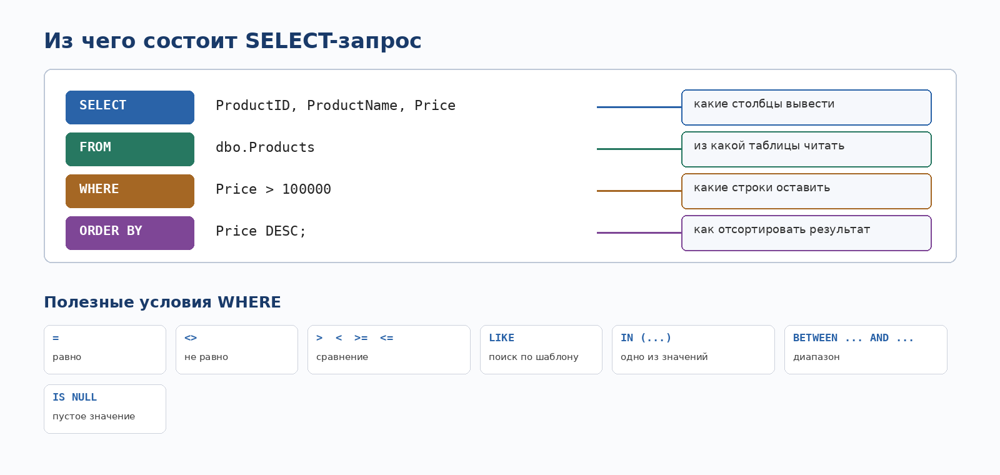 Из чего состоит SELECT-запрос
SELECT ProductID, ProductName, Price какие столбцы вывести
FROM dbo.Products из какой таблицы читать
WHERE Price > 100000 какие строки оставить
ORDER BY Price DESC; как отсортировать результат
Полезные условия WHERE
= <> > < >= <= LIKE IN (...) BETWEEN ... AND ...
равно не равно сравнение поиск по шаблону одно из значений диапазон
IS NULL
пустое значение